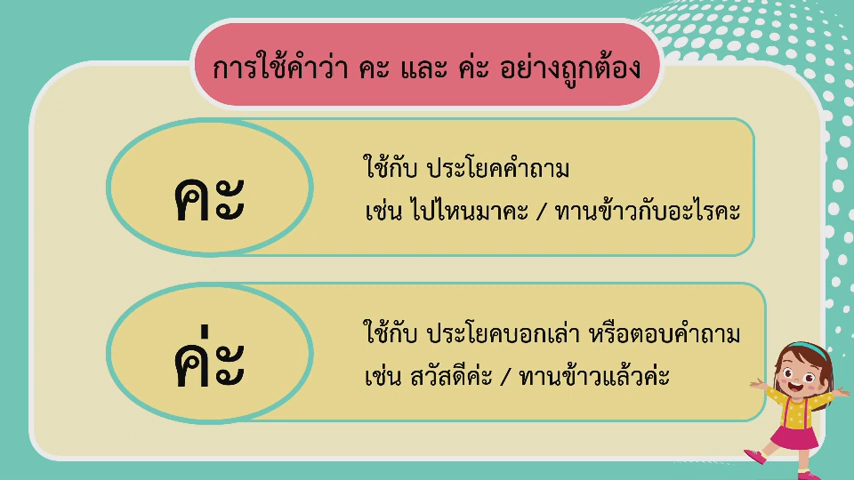 การใช้คำว่า คะ และ ค่ะ อย่างถูกต้อง
คะ
ใช้กับ ประโยคคำถาม
เช่น ไปไหนมาคะ / ทานข้าวกับอะไรคะ
ค่ะ
ใช้กับ ประโยคบอกเล่า หรือตอบคำถาม
เช่น สวัสดีค่ะ / ทานข้าวแล้วค่ะ